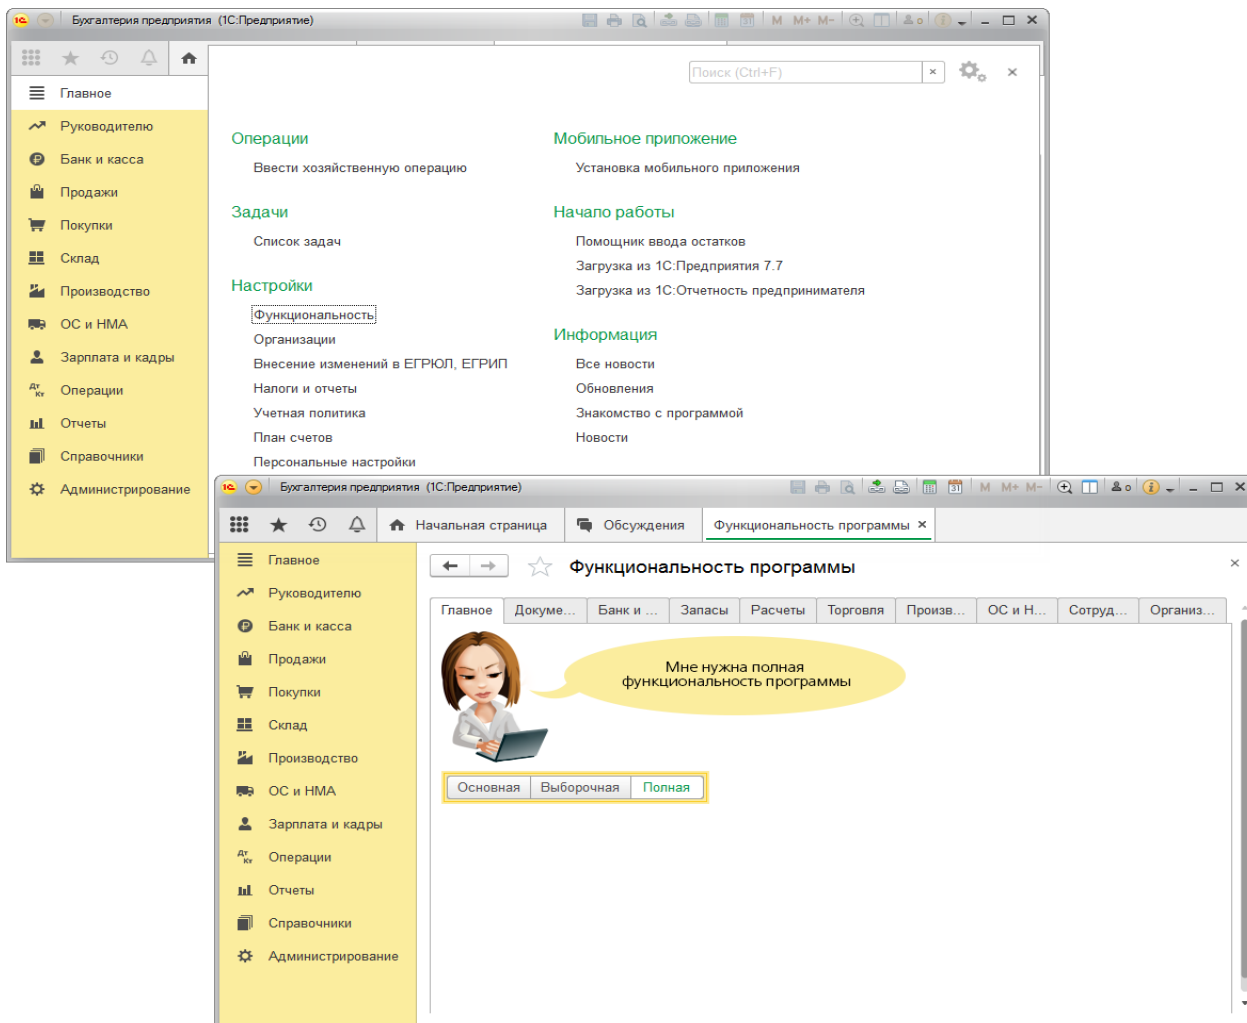 Бухгалтерия предприятия (1С:Предприятие)
M M+ M-
Поиск (Ctrl+F)
Главное
Руководителю
Банк и касса
Продажи
Покупки
Склад
Производство
ОС и НМА
Зарплата и кадры
Операции
Отчеты
Справочники
Администрирование
Операции
Ввести хозяйственную операцию
Задачи
Список задач
Настройки
Функциональность
Организации
Внесение изменений в ЕГРЮЛ, ЕГРИП
Налоги и отчеты
Учетная политика
План счетов
Персональные настройки
Мобильное приложение
Установка мобильного приложения
Начало работы
Помощник ввода остатков
Загрузка из 1С:Предприятия 7.7
Загрузка из 1С:Отчетность предпринимателя
Информация
Все новости
Обновления
Знакомство с программой
Новости
Бухгалтерия предприятия (1С:Предприятие)
31 M M+ M-
Начальная страница
Обсуждения
Функциональность программы
Главное
Руководителю
Банк и касса
Продажи
Покупки
Склад
Производство
ОС и НМА
Зарплата и кадры
Операции
Отчеты
Справочники
Администрирование
Функциональность программы
Главное Докуме... Банк и ... Запасы Расчеты Торговля Произв... ОС и Н... Сотруд... Организ...
Мне нужна полная
функциональность программы
Основная Выборочная Полная